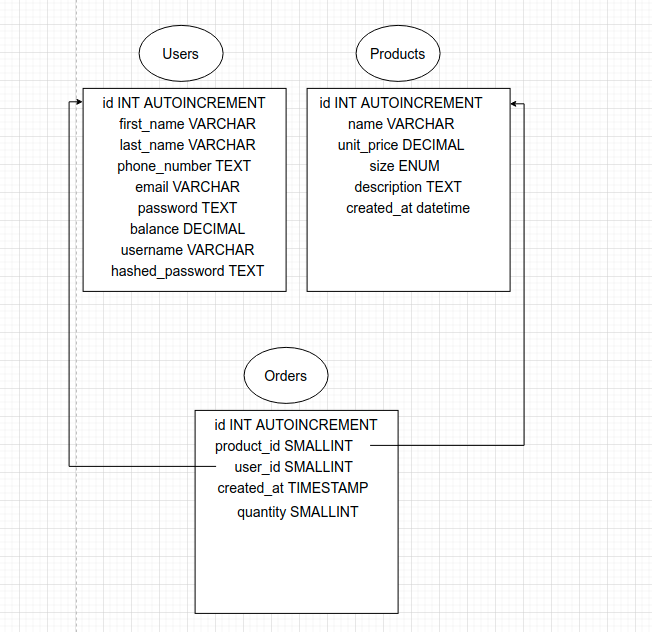 Users
id INT AUTOINCREMENT
first_name VARCHAR
last_name VARCHAR
phone_number TEXT
email VARCHAR
password TEXT
balance DECIMAL
username VARCHAR
hashed_password TEXT
Products
id INT AUTOINCREMENT
name VARCHAR
unit_price DECIMAL
size ENUM
description TEXT
created_at datetime
Orders
id INT AUTOINCREMENT
product_id SMALLINT
user_id SMALLINT
created_at TIMESTAMP
quantity SMALLINT